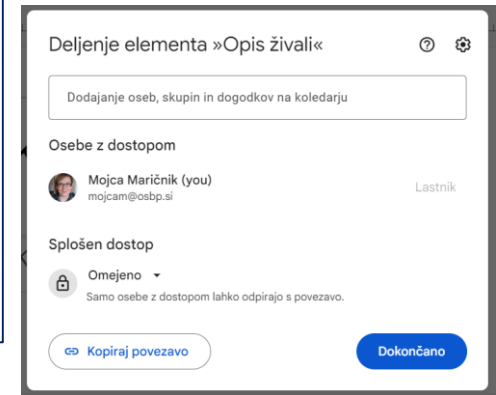 Deljenje elementa »Opis živali«
Dodajanje oseb, skupin in dogodkov na koledarju
Osebe z dostopom
Mojca Maričnik (you)
mojcam@osbp.si
Lastnik
Splošen dostop
Omejeno
Samo osebe z dostopom lahko odpirajo s povezavo.
Kopiraj povezavo
Dokončano